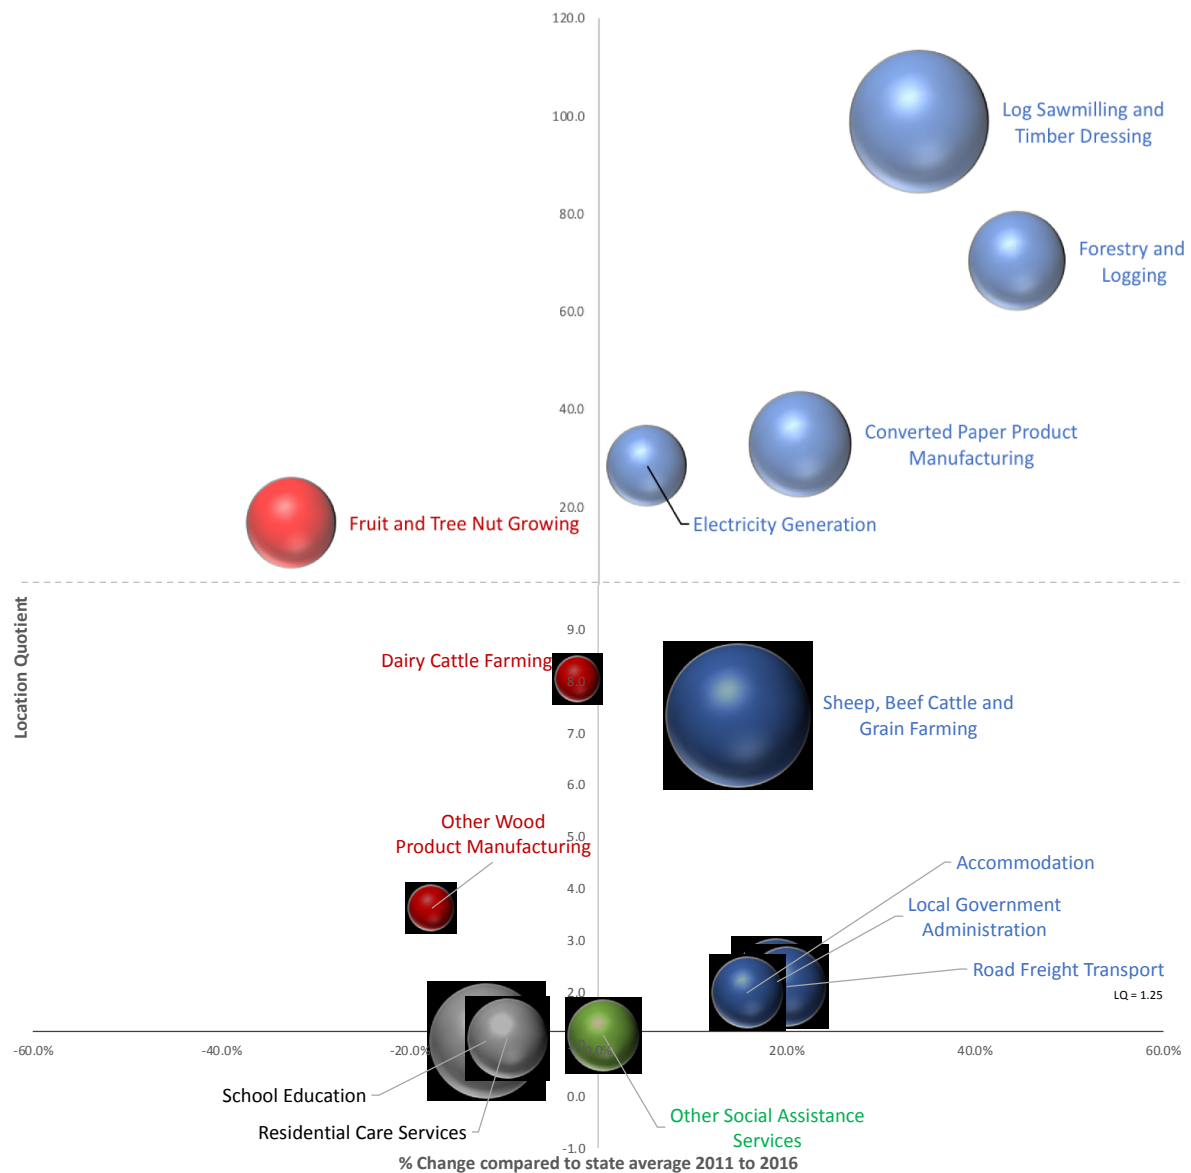 120.0
Log Sawmilling and
Timber Dressing
100.0
80.0
Forestry and
Logging
60.0
40.0
Converted Paper Product
Manufacturing
20.0
Fruit and Tree Nut Growing
Electricity Generation
Location Quotient
9.0
Dairy Cattle Farming
8.0
Sheep, Beef Cattle and
Grain Farming
7.0
6.0
Other Wood
5.0
Product Manufacturing
Accommodation
4.0
Local Government
Administration
3.0
Road Freight Transport
2.0
LQ = 1.25
-60.0%
-40.0%
-20.0%
0.0%
20.0%
40.0%
60.0%
School Education
0.0
Other Social Assistance
Services
Residential Care Services
-1.0
% Change compared to state average 2011 to 2016